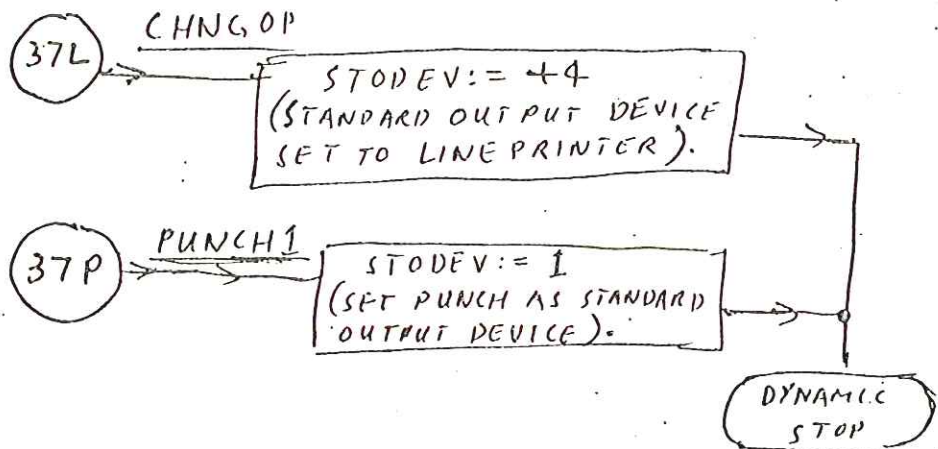 CHNGOP
37L
STODEV:= +4
(STANDARD OUTPUT DEVICE
SET TO LINEPRINTER).
PUNCH1
37P
STODEV:= 1
(SET PUNCH AS STANDARD
OUTPUT DEVICE).
DYNAMIC
STOP